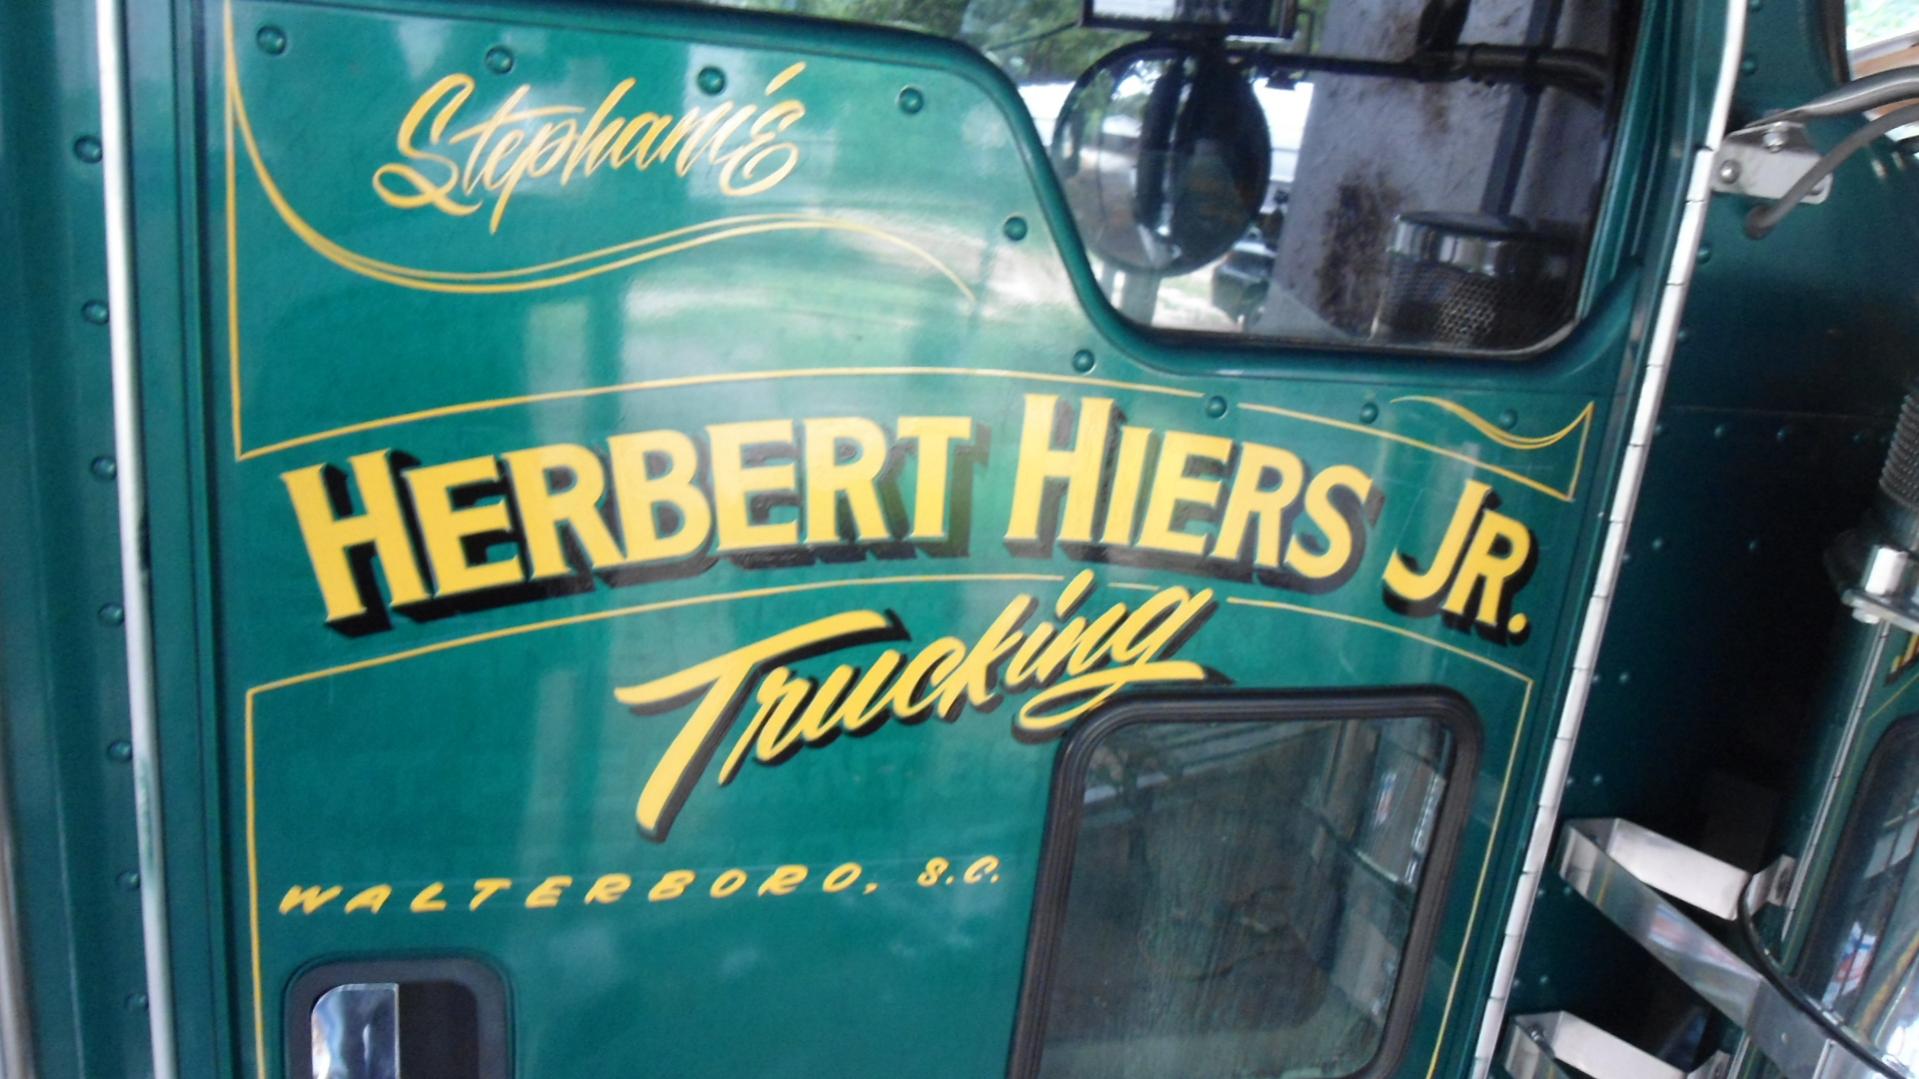 Stephanie
HERBERT HIERS JR.
Trucking
WALTERBORO, S.C.